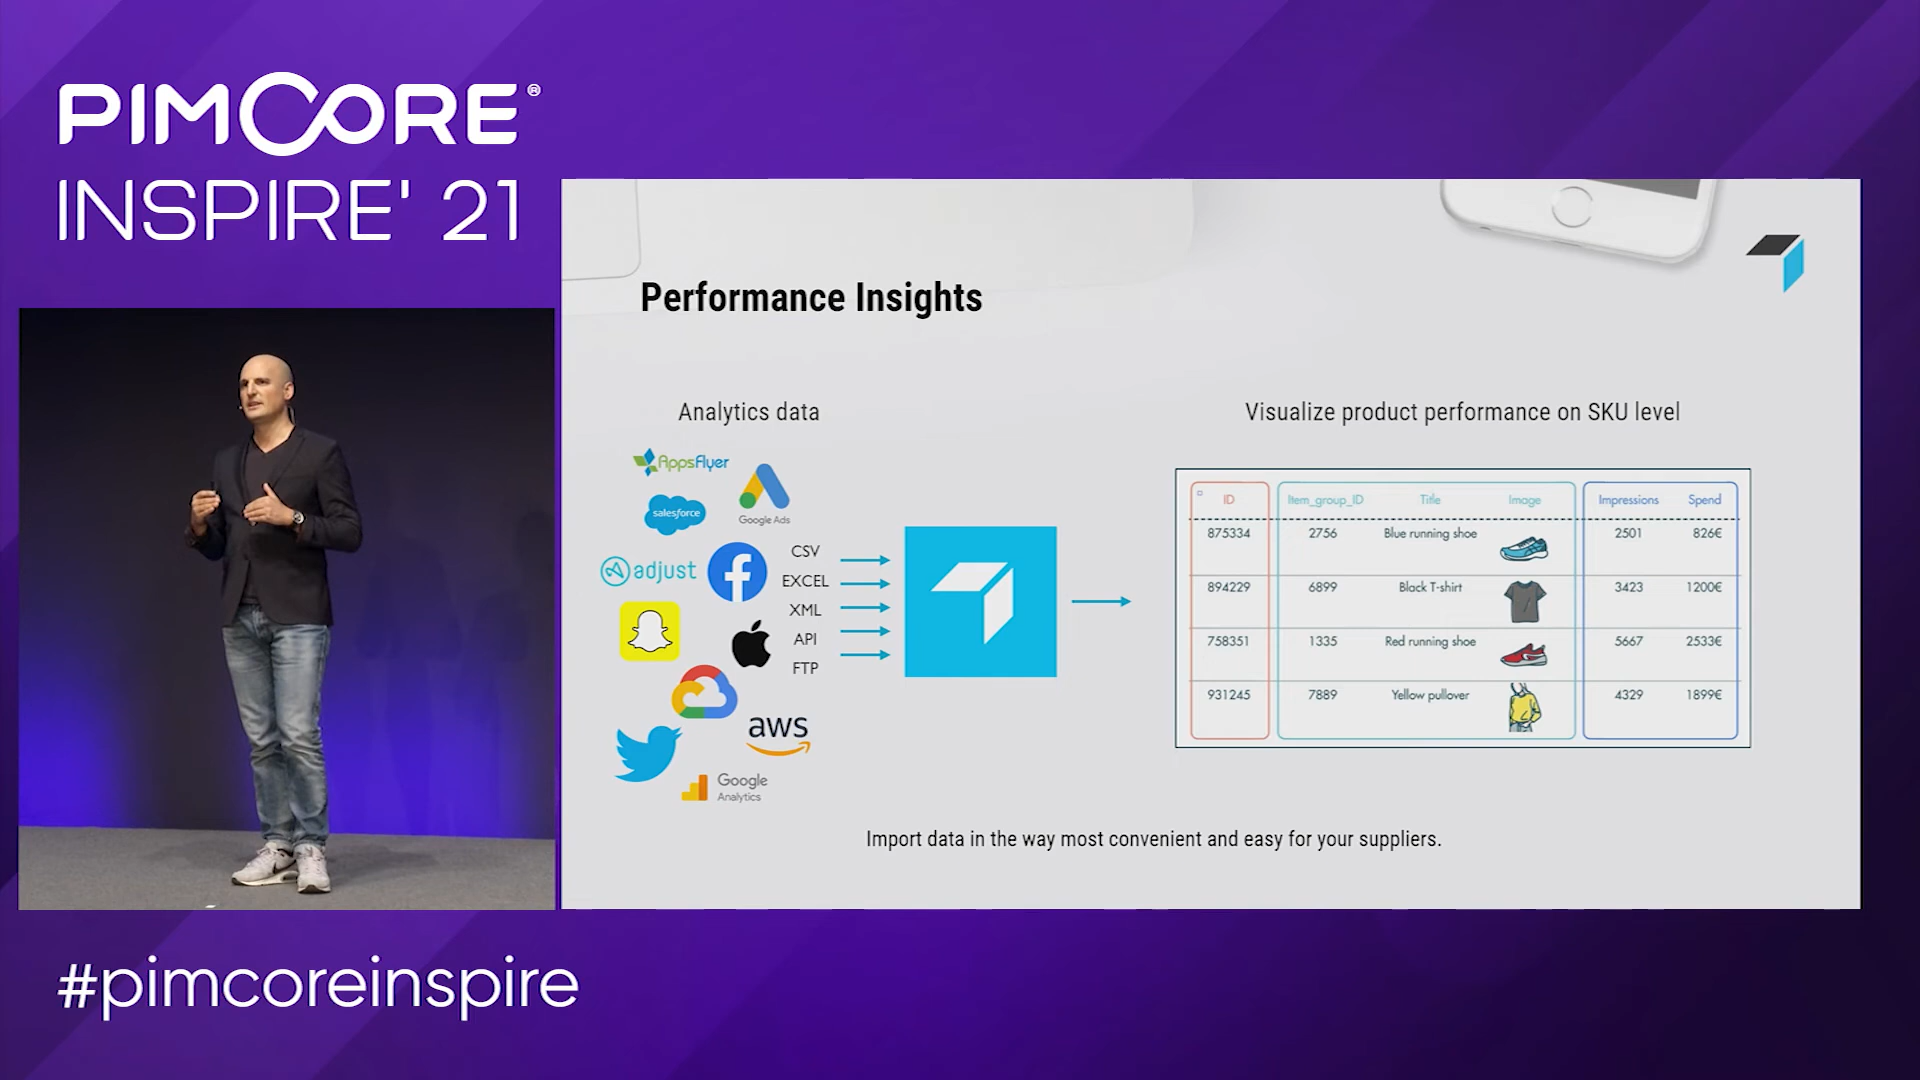 PIMCORE®
INSPIRE' 21
Performance Insights
Analytics data
Visualize product performance on SKU level
AppsFlyer
Google Ads
salesforce
adjust
CSV
EXCEL
XML
API
FTP
aws
Google
Analytics
ID Item_group_ID Title Image Impressions Spend
875334 2756 Blue running shoe 2501 826€
894229 6899 Black T-shirt 3423 1200€
758351 1335 Red running shoe 5667 2533€
931245 7889 Yellow pullover 4329 1899€
Import data in the way most convenient and easy for your suppliers.
#pimcoreinspire